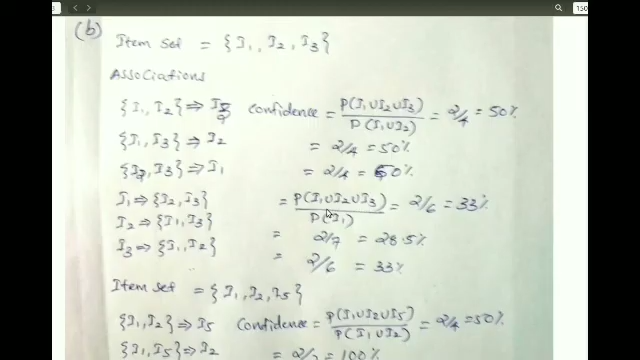 (b)
Item set = {I1, I2, I3}
Associations
{I1, I2} ⇒ I3 Confidence = P(I1 U I2 U I3) / P(I1 U I2) = 2/4 = 50%
{I1, I3} ⇒ I2 = 2/4 = 50%
{I2, I3} ⇒ I1 = 2/4 = 50%
I1 ⇒ {I2, I3} = P(I1 U I2 U I3) / P(I1) = 2/6 = 33%
I2 ⇒ {I1, I3} = 2/7 = 28.5%
I3 ⇒ {I1, I2} = 2/6 = 33%
Item set = {I1, I2, I5}
{I1, I2} ⇒ I5 Confidence = P(I1 U I2 U I5) / P(I1 U I2) = 2/4 = 50%
{I1, I5} ⇒ I2 = 2/2 = 100%